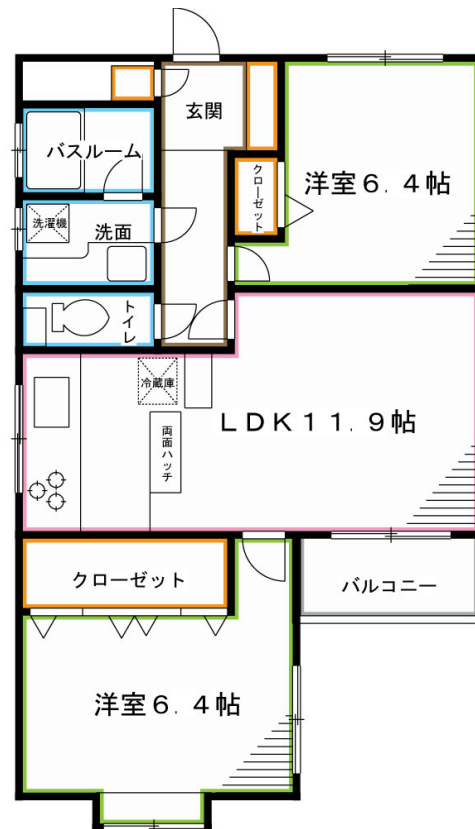 玄関
バスルーム
クローゼット
洋室6.4帖
洗濯機
洗面
トイレ
冷蔵庫
LDK11.9帖
両面ハッチ
クローゼット
バルコニー
洋室6.4帖